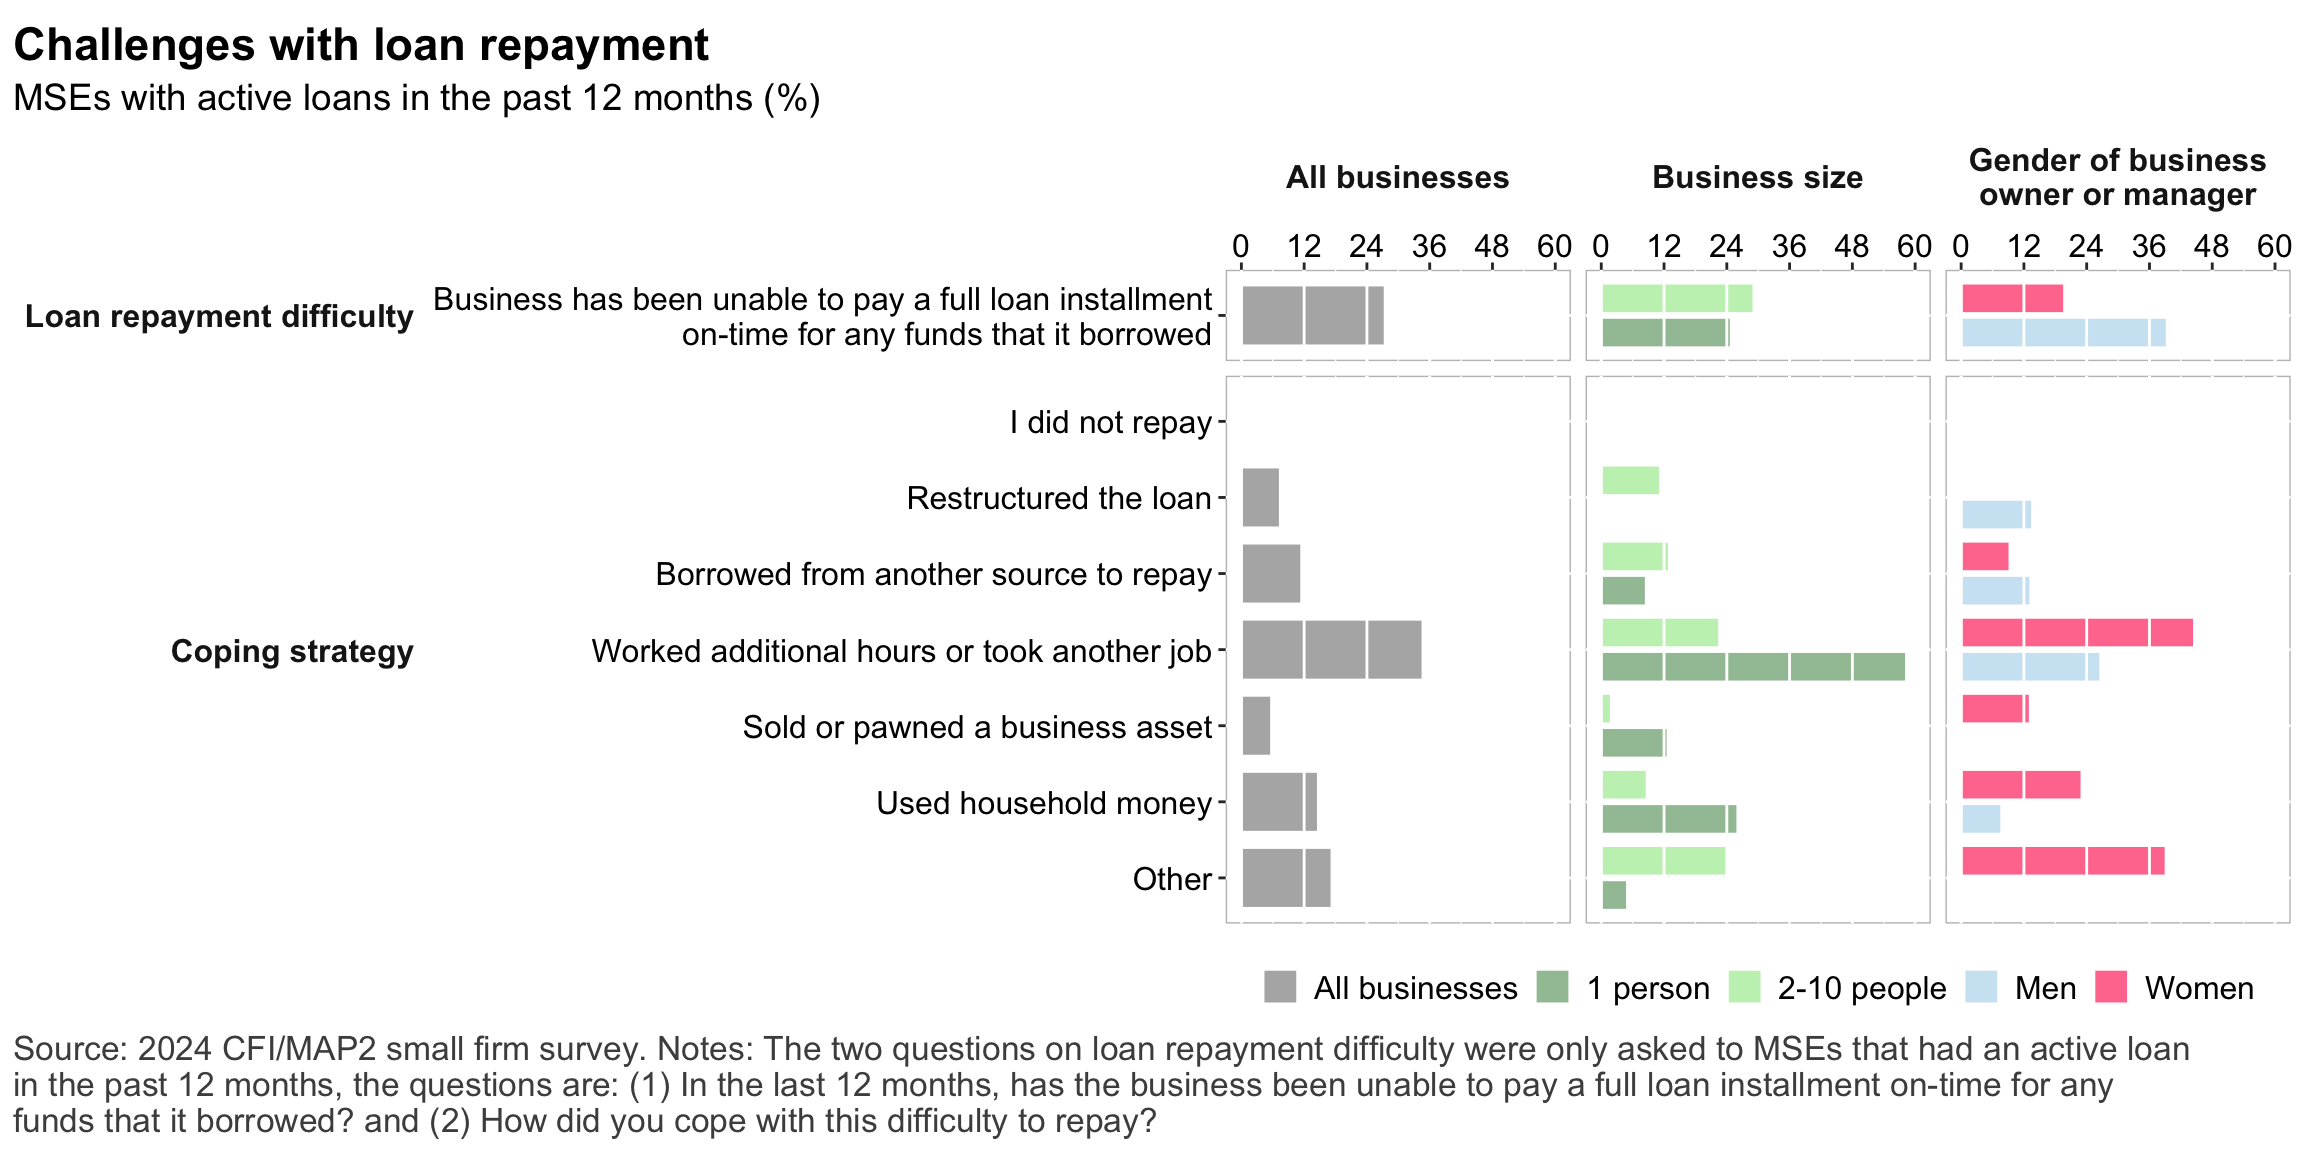 Challenges with loan repayment
MSEs with active loans in the past 12 months (%)
All businesses
Business size
Gender of business
owner or manager
0 12 24 36 48 60 0 12 24 36 48 60 0 12 24 36 48 60
Loan repayment difficulty
Business has been unable to pay a full loan installment
on-time for any funds that it borrowed
Coping strategy
I did not repay
Restructured the loan
Borrowed from another source to repay
Worked additional hours or took another job
Sold or pawned a business asset
Used household money
Other
All businesses 1 person 2-10 people Men Women
Source: 2024 CFI/MAP2 small firm survey. Notes: The two questions on loan repayment difficulty were only asked to MSEs that had an active loan
in the past 12 months, the questions are: (1) In the last 12 months, has the business been unable to pay a full loan installment on-time for any
funds that it borrowed? and (2) How did you cope with this difficulty to repay?